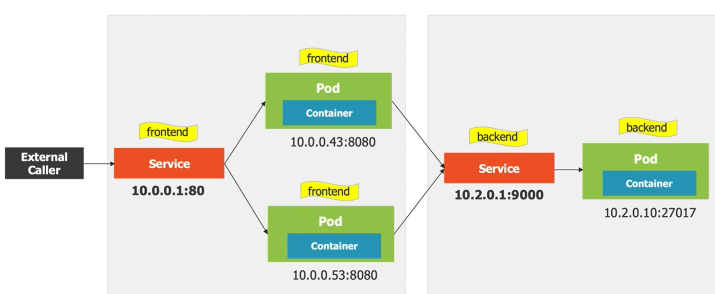 External
Caller
frontend
Service
10.0.0.1:80
frontend
Pod
Container
10.0.0.43:8080
frontend
Pod
Container
10.0.0.53:8080
backend
Service
10.2.0.1:9000
backend
Pod
Container
10.2.0.10:27017